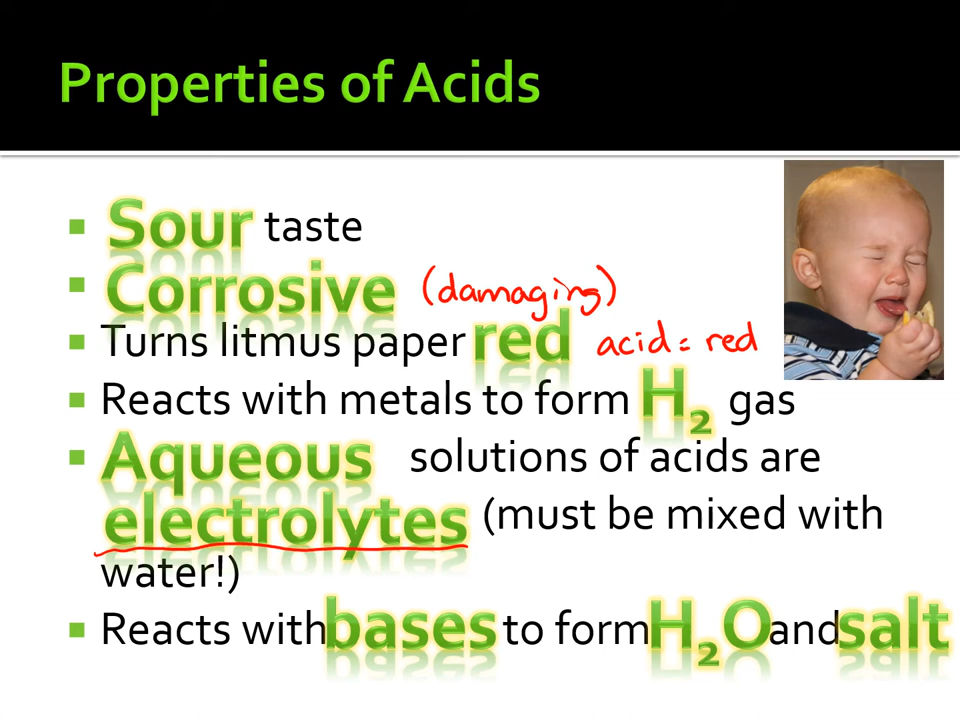 Properties of Acids
Sour taste
Corrosive (damaging)
Turns litmus paper red acid = red
Reacts with metals to form H₂ gas
Aqueous solutions of acids are
electrolytes (must be mixed with
water!)
Reacts with bases to form H₂O and salt